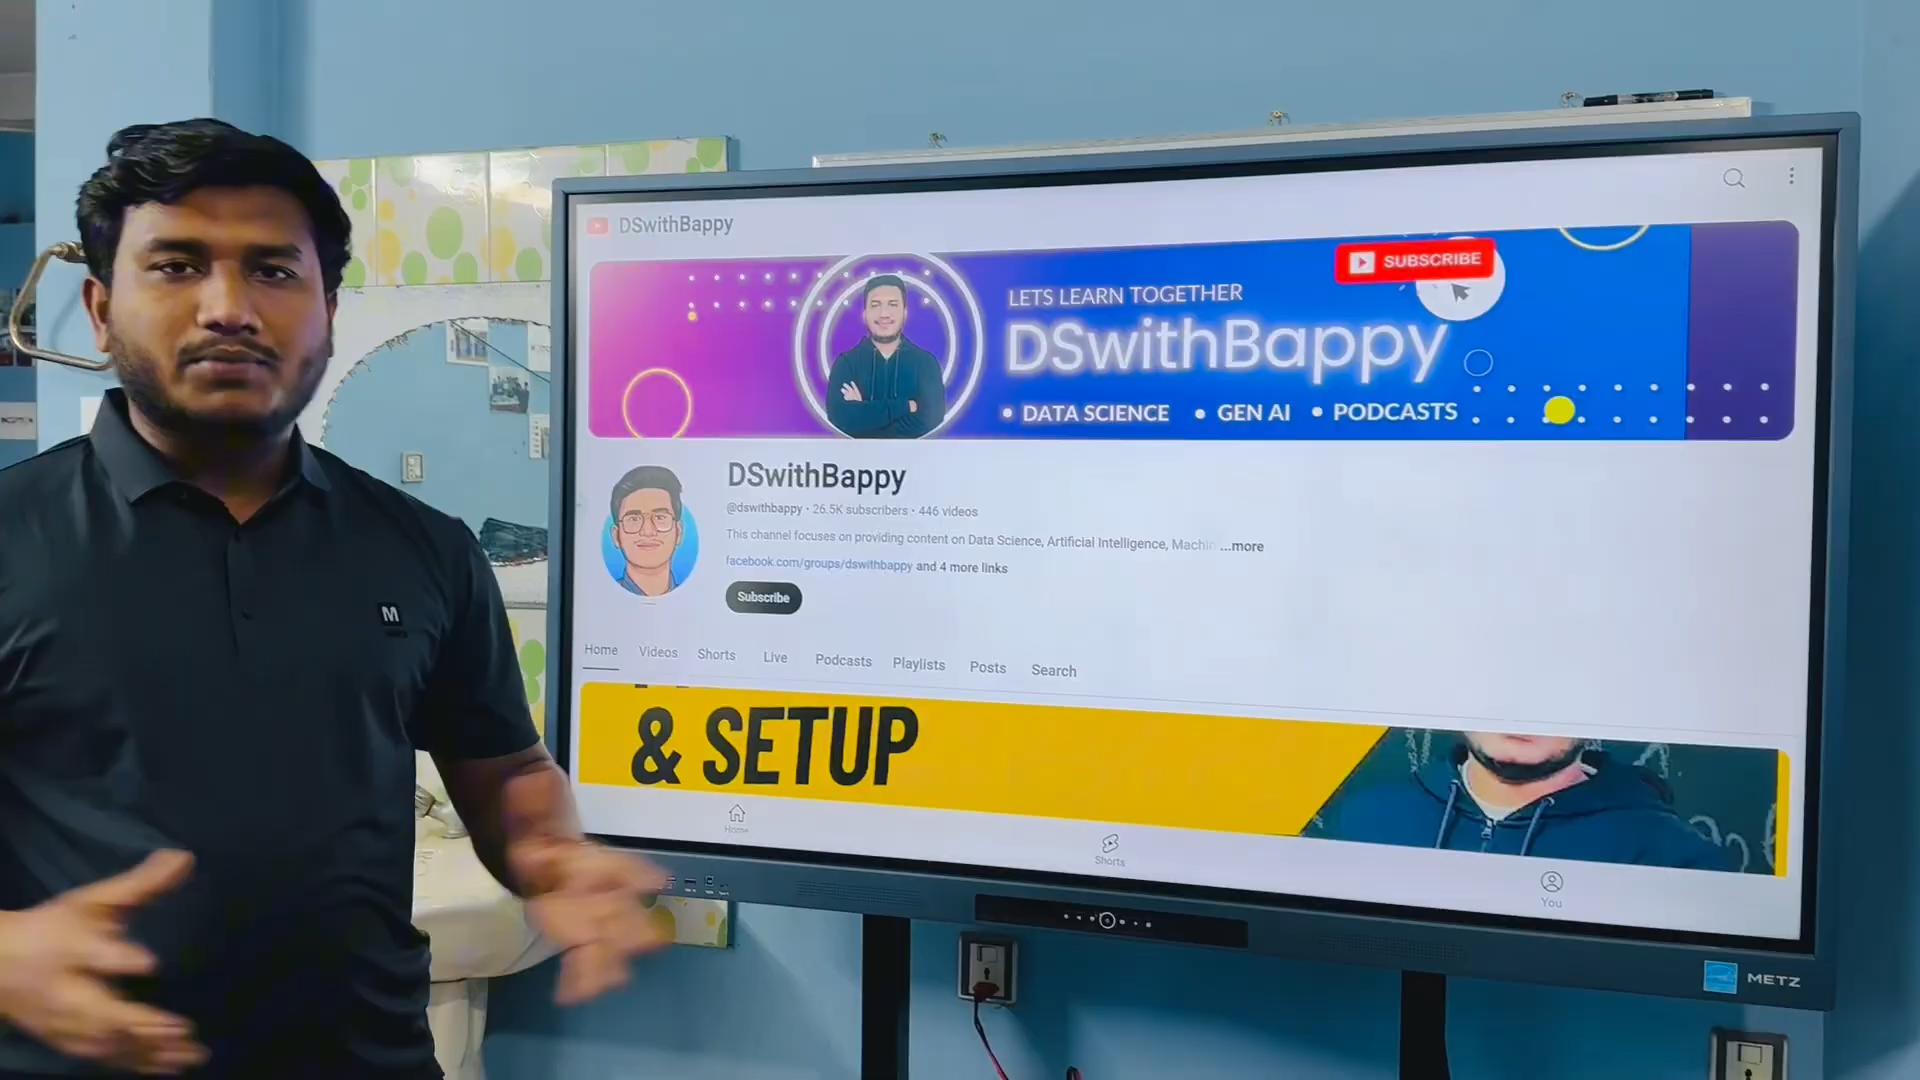 DSwithBappy
SUBSCRIBE
LETS LEARN TOGETHER
DSwithBappy
• DATA SCIENCE • GEN AI • PODCASTS
DSwithBappy
@dswithbappy • 26.5K subscribers • 446 videos
This channel focuses on providing content on Data Science, Artificial Intelligence, Machin ...more
facebook.com/groups/dswithbappy and 4 more links
Subscribe
Home Videos Shorts Live Podcasts Playlists Posts Search
& SETUP
Home
Shorts
You
METZ
M